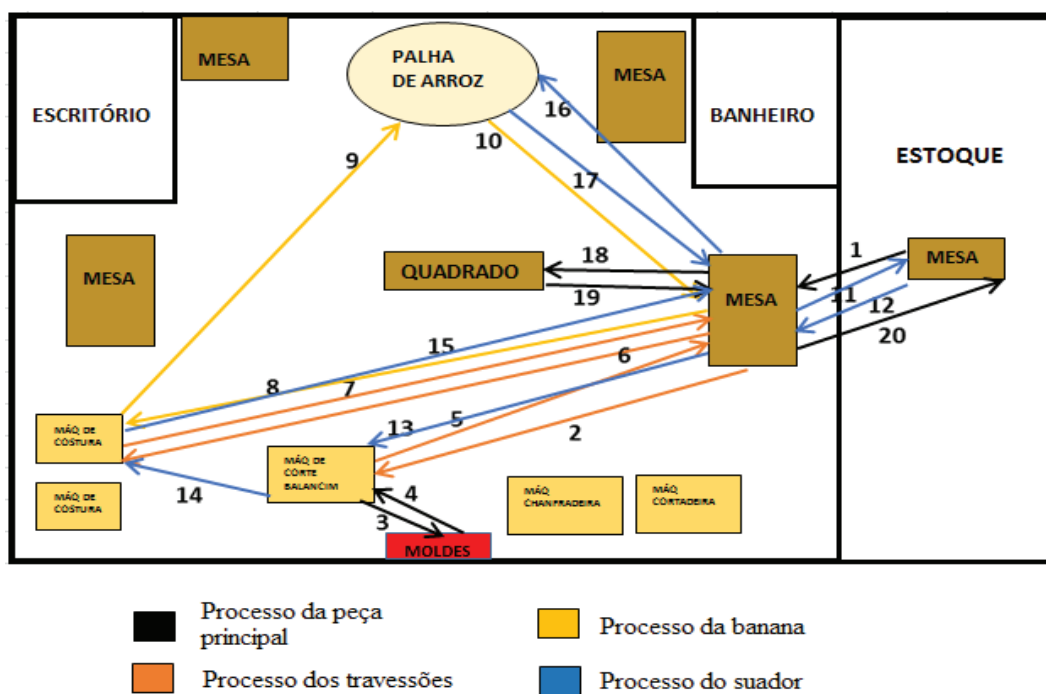 MESA
PALHA
DE ARROZ
MESA
ESCRITÓRIO
16
BANHEIRO
ESTOQUE
9
10
17
MESA
QUADRADO
18
19
MESA
1
MESA
11
12
20
15
6
8
7
13
5
2
MÁQ DE
COSTURA
MÁQ DE
CORTE
BALANCIM
14
4
3
MÁQ DE
COSTURA
MÁQ
CHANFRADEIRA
MÁQ
CORTADEIRA
MOLDES
Processo da peça
principal
Processo da banana
Processo dos travessões
Processo do suador